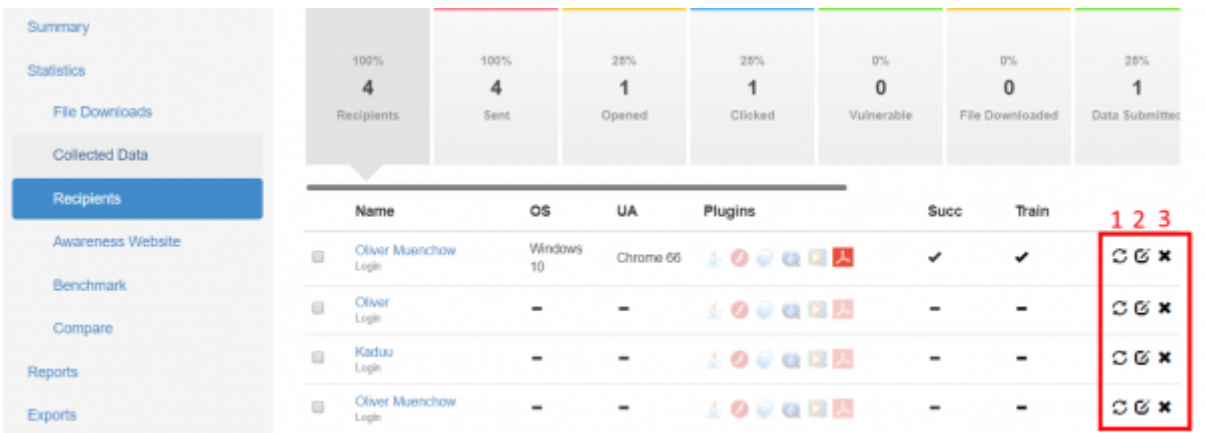 Summary
Statistics
File Downloads
Collected Data
Recipients
Awareness Website
Benchmark
Compare
Reports
Exports
100% 100% 25% 25% 0% 0% 25%
4 4 1 1 0 0 1
Recipients Sent Opened Clicked Vulnerable File Downloaded Data Submitted
Name OS UA Plugins Succ Train
1 2 3
Oliver Muenchow Windows 10 Chrome 66
Login
Oliver
Login
Kaduu
Login
Oliver Muenchow
Login